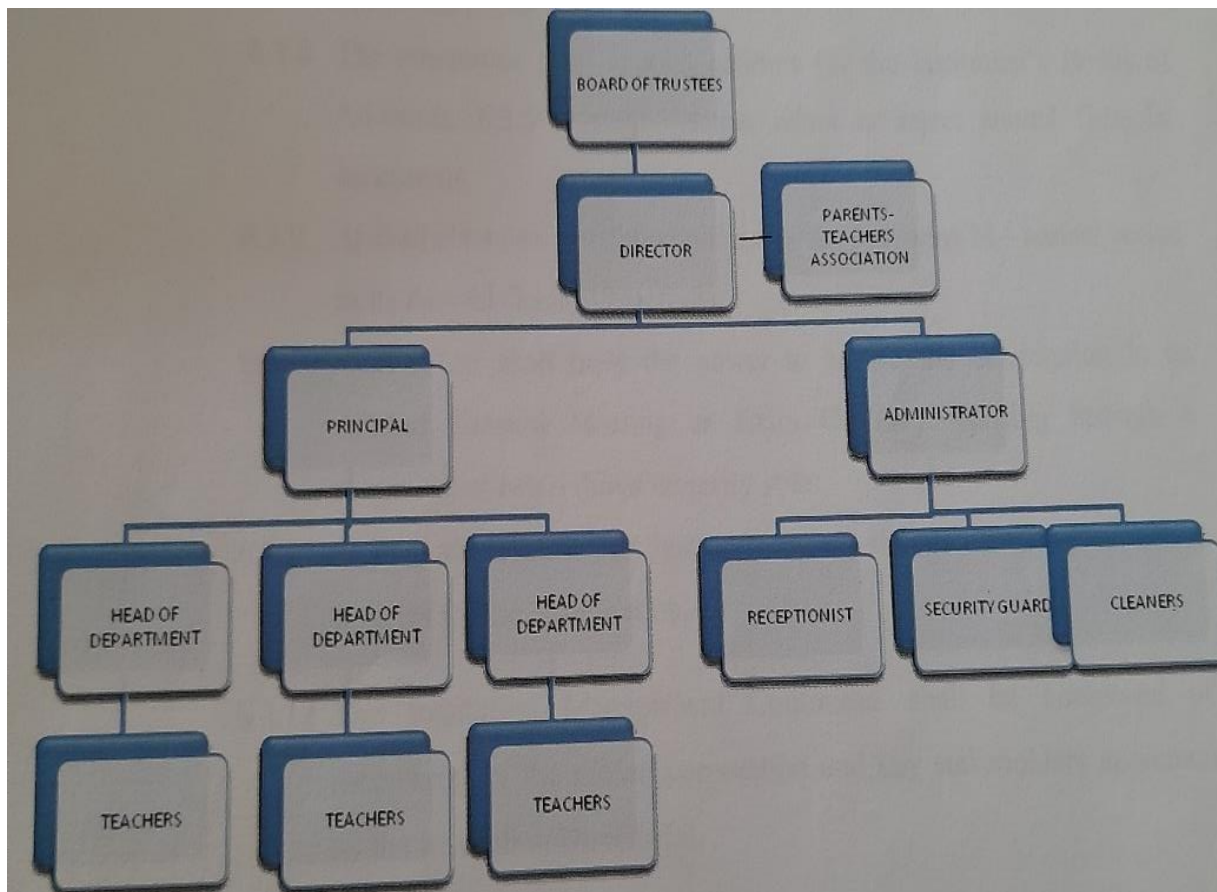 BOARD OF TRUSTEES
DIRECTOR
PARENTS-
TEACHERS
ASSOCIATION
PRINCIPAL
ADMINISTRATOR
HEAD OF
DEPARTMENT
HEAD OF
DEPARTMENT
HEAD OF
DEPARTMENT
RECEPTIONIST
SECURITY GUARD
CLEANERS
TEACHERS
TEACHERS
TEACHERS